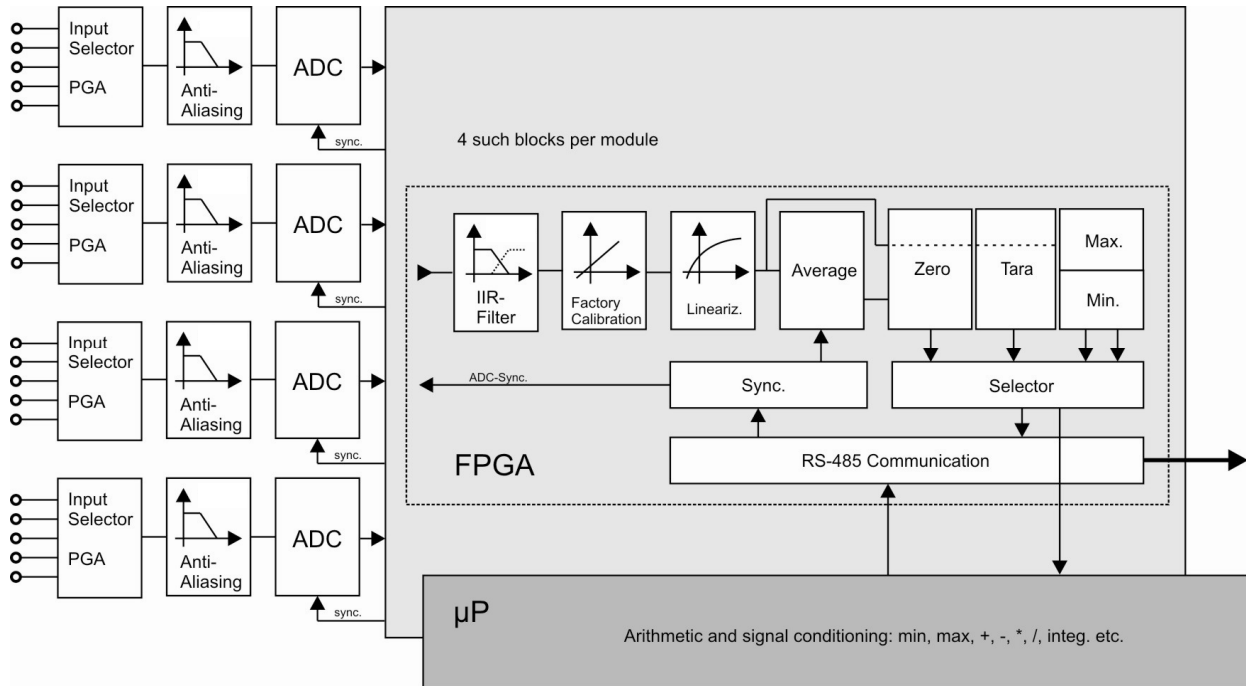 Input
Selector
PGA
Anti-
Aliasing
ADC
sync.
Input
Selector
PGA
Anti-
Aliasing
ADC
sync.
Input
Selector
PGA
Anti-
Aliasing
ADC
sync.
Input
Selector
PGA
Anti-
Aliasing
ADC
sync.
4 such blocks per module
IIR-
Filter
Factory
Calibration
Lineariz.
Average
Zero
Tara
Max.
Min.
ADC-Sync.
Sync.
Selector
FPGA
RS-485 Communication
µP
Arithmetic and signal conditioning: min, max, +, -, *, /, integ. etc.